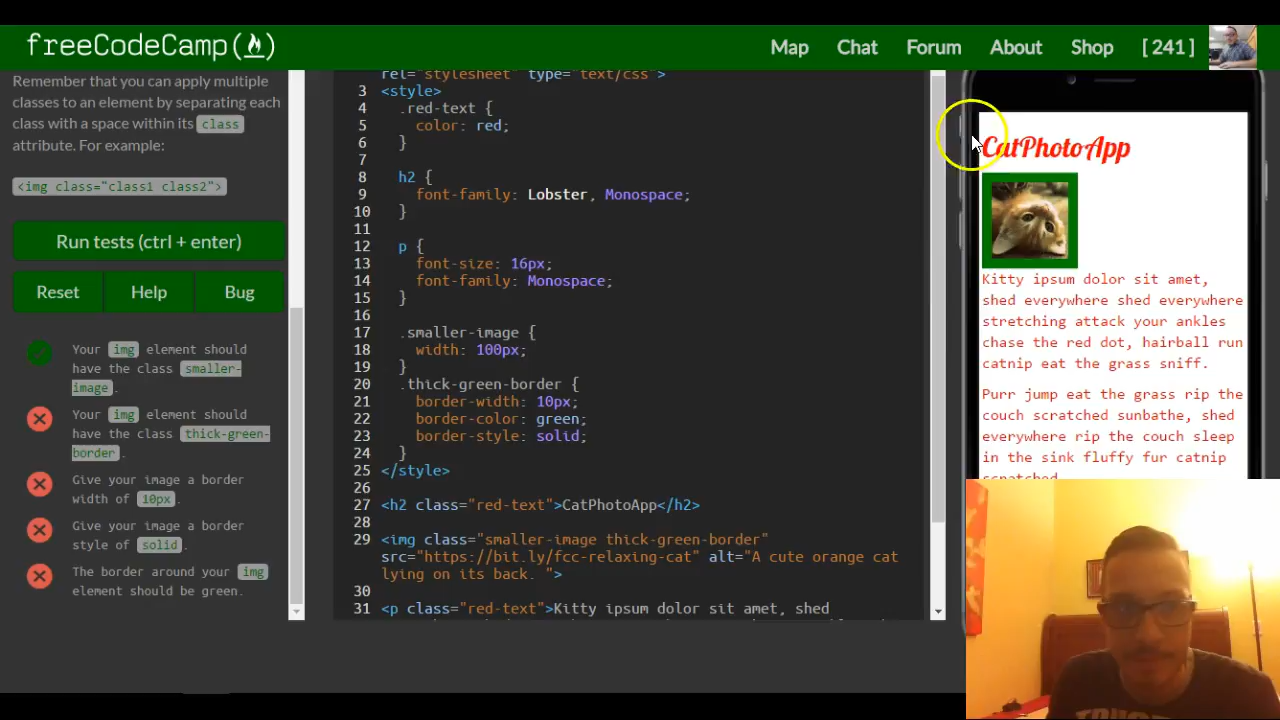 freeCodeCamp(🔥)
Map Chat Forum About Shop [ 241 ]
Remember that you can apply multiple
classes to an element by separating each
class with a space within its class
attribute. For example:
<img class="class1 class2">
Run tests (ctrl + enter)
Reset Help Bug
Your img element should
have the class smaller-
image.
Your img element should
have the class thick-green-
border.
Give your image a border
width of 10px.
Give your image a border
style of solid.
The border around your img
element should be green.
rel="stylesheet" type="text/css">
3 <style>
4 .red-text {
5 color: red;
6 }
7
8 h2 {
9 font-family: Lobster, Monospace;
10 }
11
12 p {
13 font-size: 16px;
14 font-family: Monospace;
15 }
16
17 .smaller-image {
18 width: 100px;
19 }
20 .thick-green-border {
21 border-width: 10px;
22 border-color: green;
23 border-style: solid;
24 }
25 </style>
26
27 <h2 class="red-text">CatPhotoApp</h2>
28
29 <img class="smaller-image thick-green-border"
src="https://bit.ly/fcc-relaxing-cat" alt="A cute orange cat
lying on its back. ">
30
31 <p class="red-text">Kitty ipsum dolor sit amet, shed
CatPhotoApp
Kitty ipsum dolor sit amet,
shed everywhere shed everywhere
stretching attack your ankles
chase the red dot, hairball run
catnip eat the grass sniff.
Purr jump eat the grass rip the
couch scratched sunbathe, shed
everywhere rip the couch sleep
in the sink fluffy fur catnip
scratched